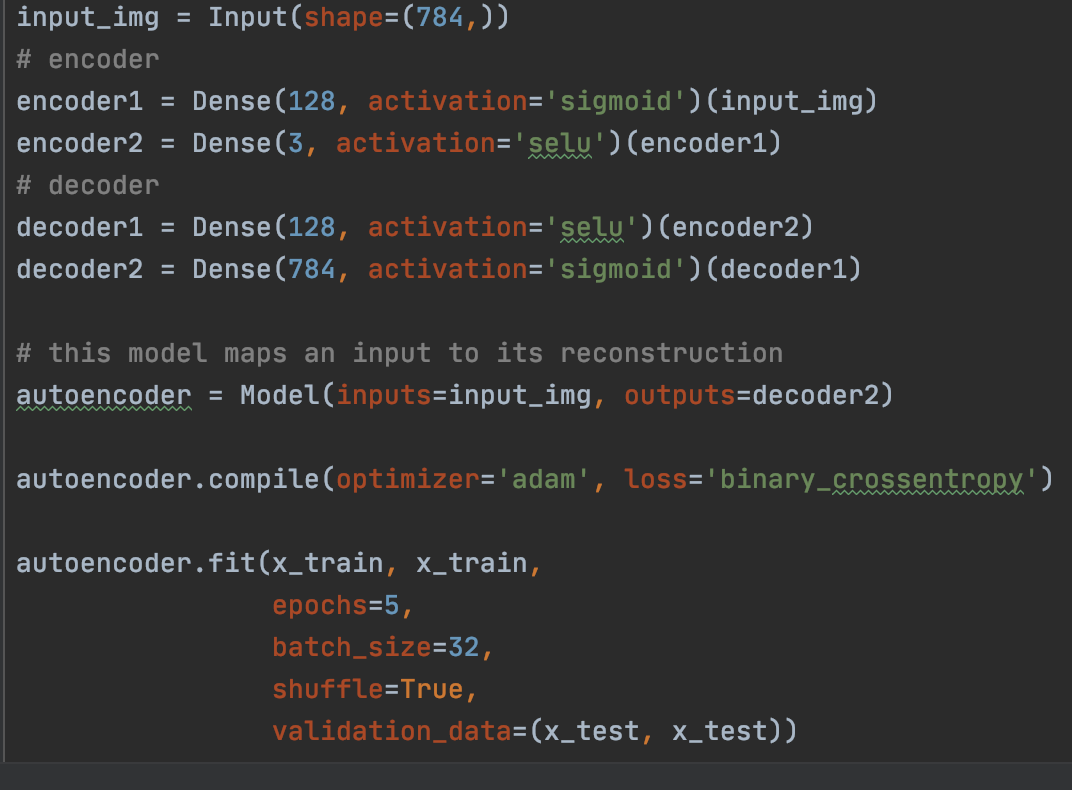 input_img = Input(shape=(784,))
# encoder
encoder1 = Dense(128, activation='sigmoid')(input_img)
encoder2 = Dense(3, activation='selu')(encoder1)
# decoder
decoder1 = Dense(128, activation='selu')(encoder2)
decoder2 = Dense(784, activation='sigmoid')(decoder1)

# this model maps an input to its reconstruction
autoencoder = Model(inputs=input_img, outputs=decoder2)

autoencoder.compile(optimizer='adam', loss='binary_crossentropy')

autoencoder.fit(x_train, x_train,
                epochs=5,
                batch_size=32,
                shuffle=True,
                validation_data=(x_test, x_test))